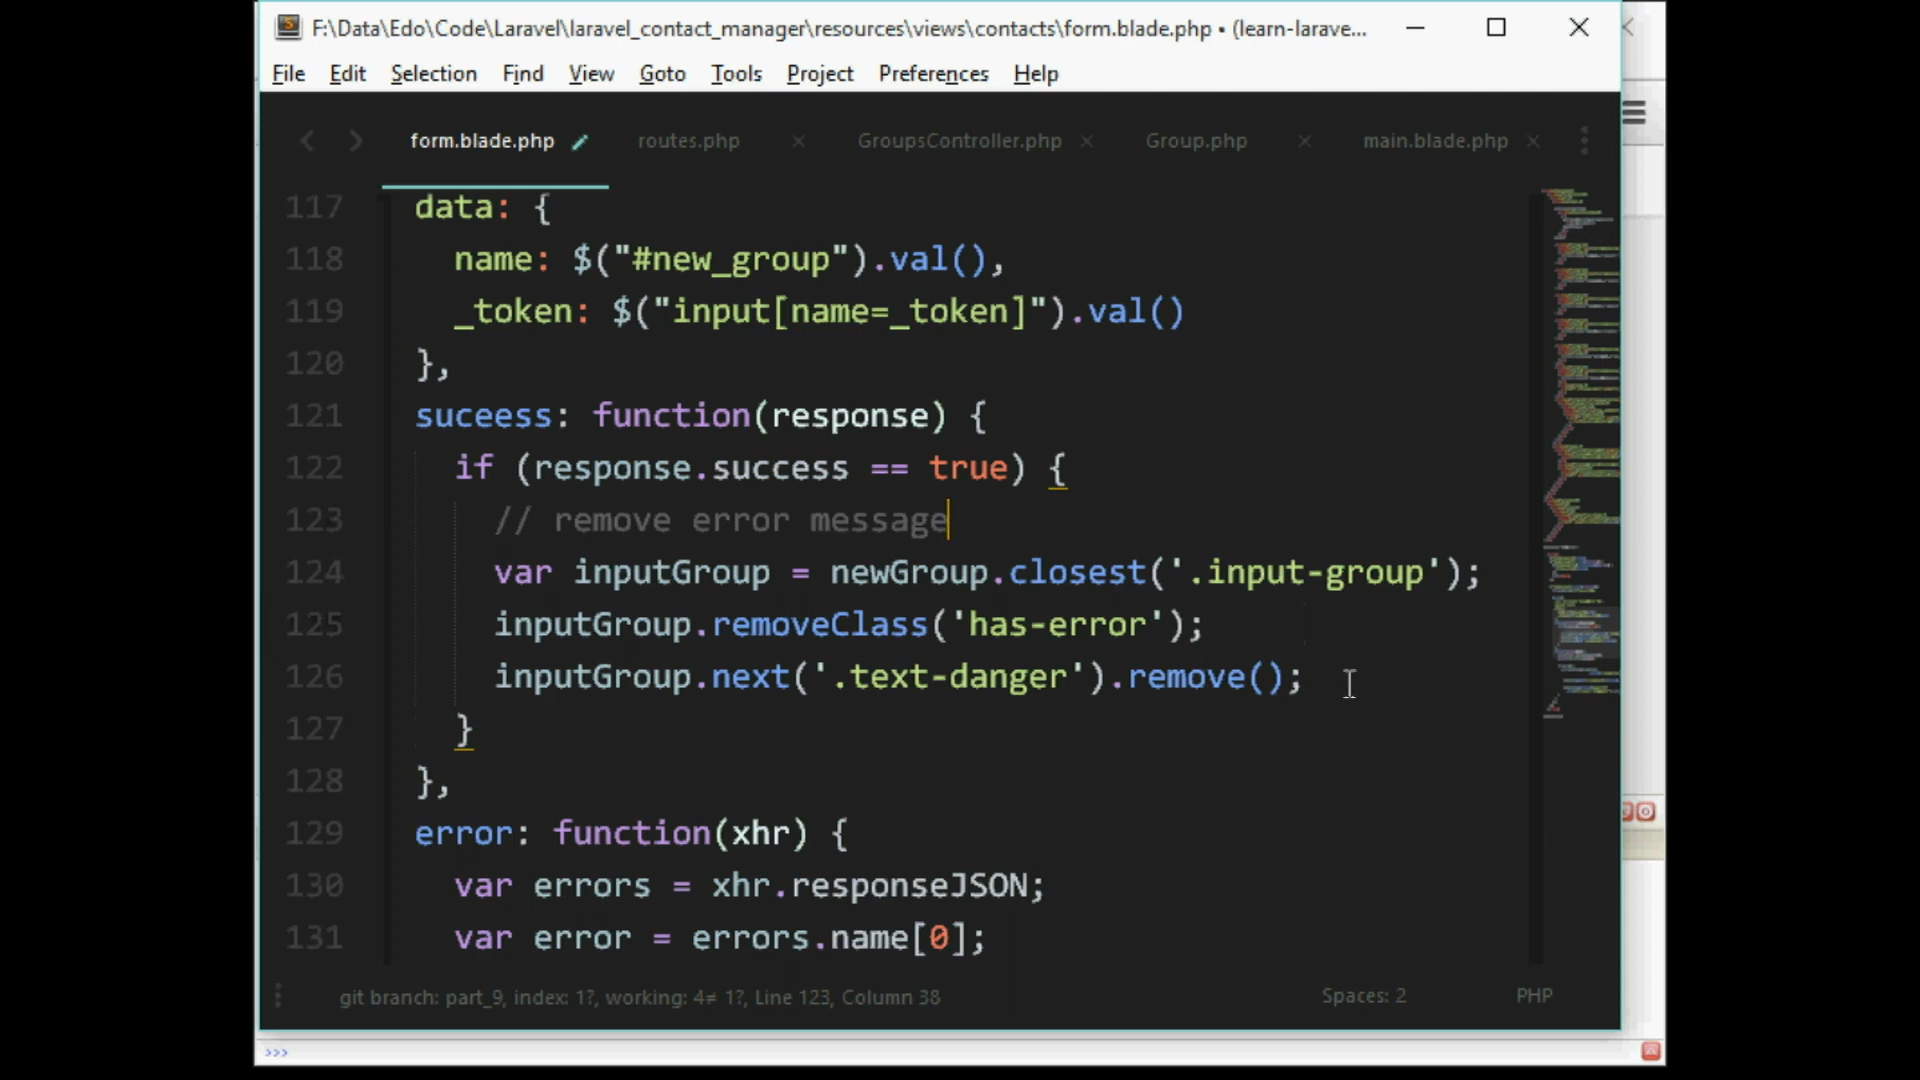 F:\Data\Edo\Code\Laravel\laravel_contact_manager\resources\views\contacts\form.blade.php • (learn-larave...
File Edit Selection Find View Goto Tools Project Preferences Help
form.blade.php routes.php GroupsController.php Group.php main.blade.php
117 data: {
118 name: $("#new_group").val(),
119 _token: $("input[name=_token]").val()
120 },
121 suceess: function(response) {
122 if (response.success == true) {
123 // remove error message
124 var inputGroup = newGroup.closest('.input-group');
125 inputGroup.removeClass('has-error');
126 inputGroup.next('.text-danger').remove();
127 }
128 },
129 error: function(xhr) {
130 var errors = xhr.responseJSON;
131 var error = errors.name[0];
git branch: part_9, index: 1?, working: 4≠ 1?, Line 123, Column 38 Spaces: 2 PHP
>>>